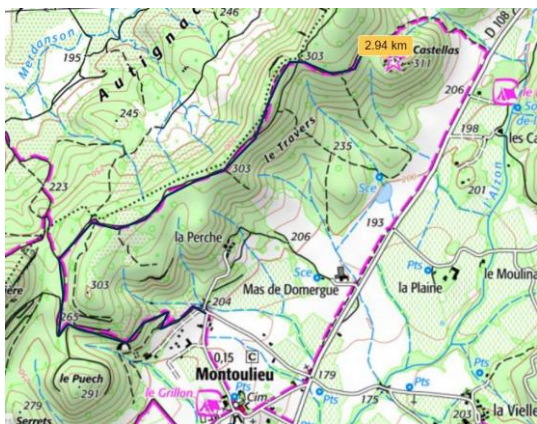 246
Merdanson
195
Autignac
303
2.94 km
Castellas
311
D 108
206
245
le Travers
235
198
les Ca
l'Alzon
201
Sce
200
303
223
193
la Perche
206
Pts
le Moulina
Sce
Mas de Domergue
la Plaine
303
204
265
0,15
C
Montoulieu
le Puech
291
279
Serrets
le Grillon
Pts
Cim.
179
Pts
175
Pts
Pts
203
la Vielle